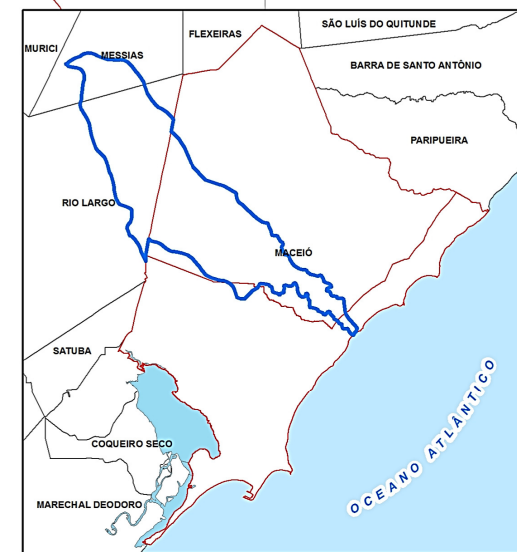 SÃO LUÍS DO QUITUNDE
FLEXEIRAS
MURICI
MESSIAS
BARRA DE SANTO ANTÔNIO
PARIPUEIRA
RIO LARGO
MACEIÓ
SATUBA
OCEANO ATLÂNTICO
COQUEIRO SECO
MARECHAL DEODORO